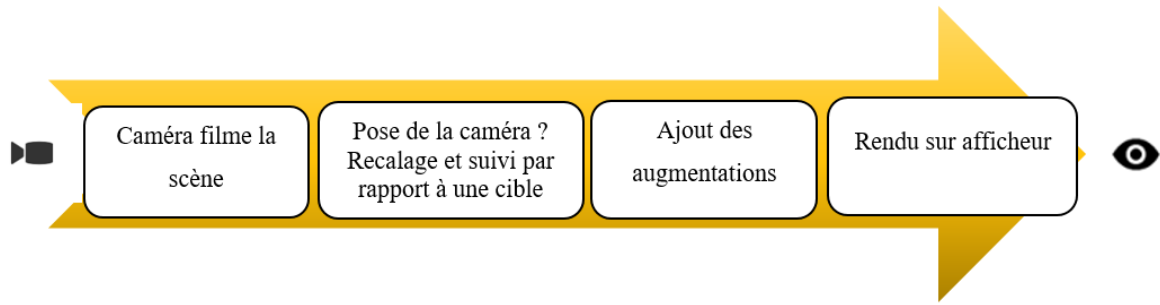 Caméra filme la
scène
Pose de la caméra ?
Recalage et suivi par
rapport à une cible
Ajout des
augmentations
Rendu sur afficheur